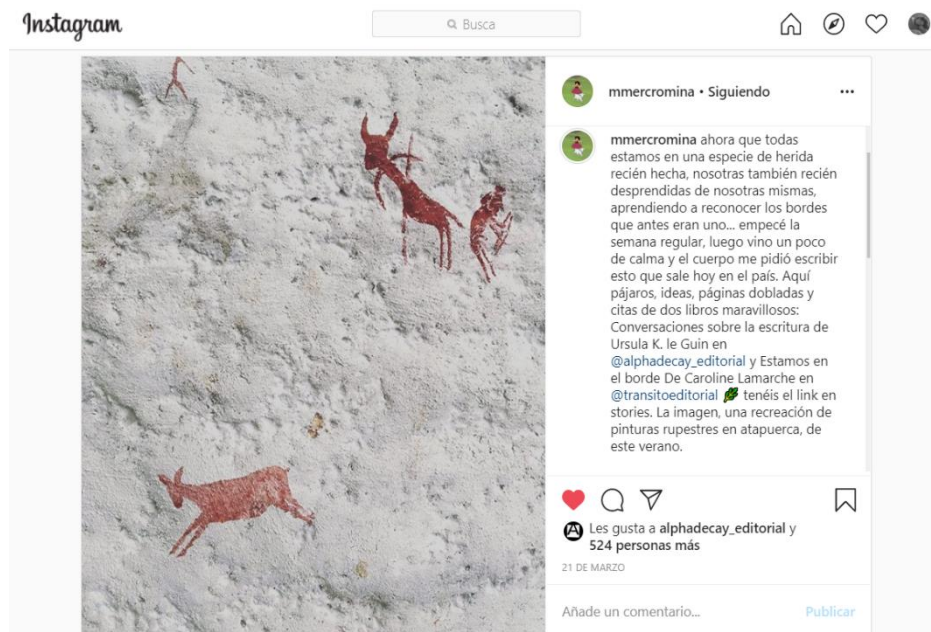 Instagram
Busca
mmercromina • Siguiendo
mmercromina ahora que todas
estamos en una especie de herida
recién hecha, nosotras también recién
desprendidas de nosotras mismas,
aprendiendo a reconocer los bordes
que antes eran uno... empecé la
semana regular, luego vino un poco
de calma y el cuerpo me pidió escribir
esto que sale hoy en el país. Aquí
pájaros, ideas, páginas dobladas y
citas de dos libros maravillosos:
Conversaciones sobre la escritura de
Ursula K. le Guin en
@alphadecay_editorial y Estamos en
el borde De Caroline Lamarche en
@transitoeditorial 🌿 tenéis el link en
stories. La imagen, una recreación de
pinturas rupestres en atapuerca, de
este verano.
Les gusta a alphadecay_editorial y
524 personas más
21 DE MARZO
Añade un comentario... Publicar